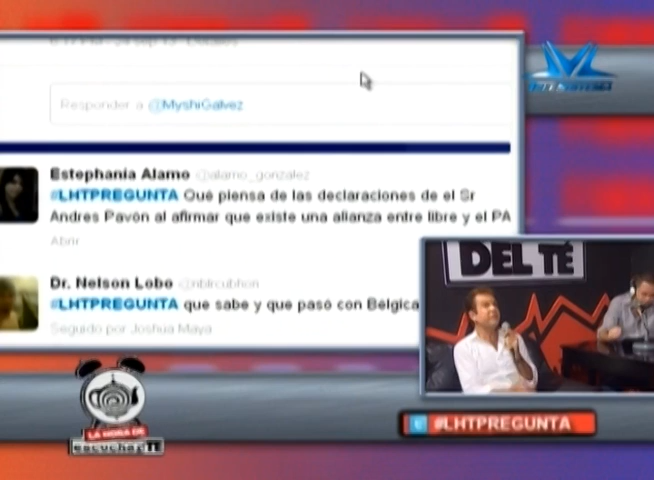 Responder a @MyshiGalvez
Estephania Alamo @alamo_gonzalez
#LHTPREGUNTA Qué piensa de las declaraciones de el Sr
Andres Pavón al afirmar que existe una alianza entre libre y el PA
Abrir
Dr. Nelson Lobo
#LHTPREGUNTA que sabe y que pasó con Bélgica
Seguido por Joshua Maya
DEL TÉ
LA HORA DE
escucharTE
#LHTPREGUNTA